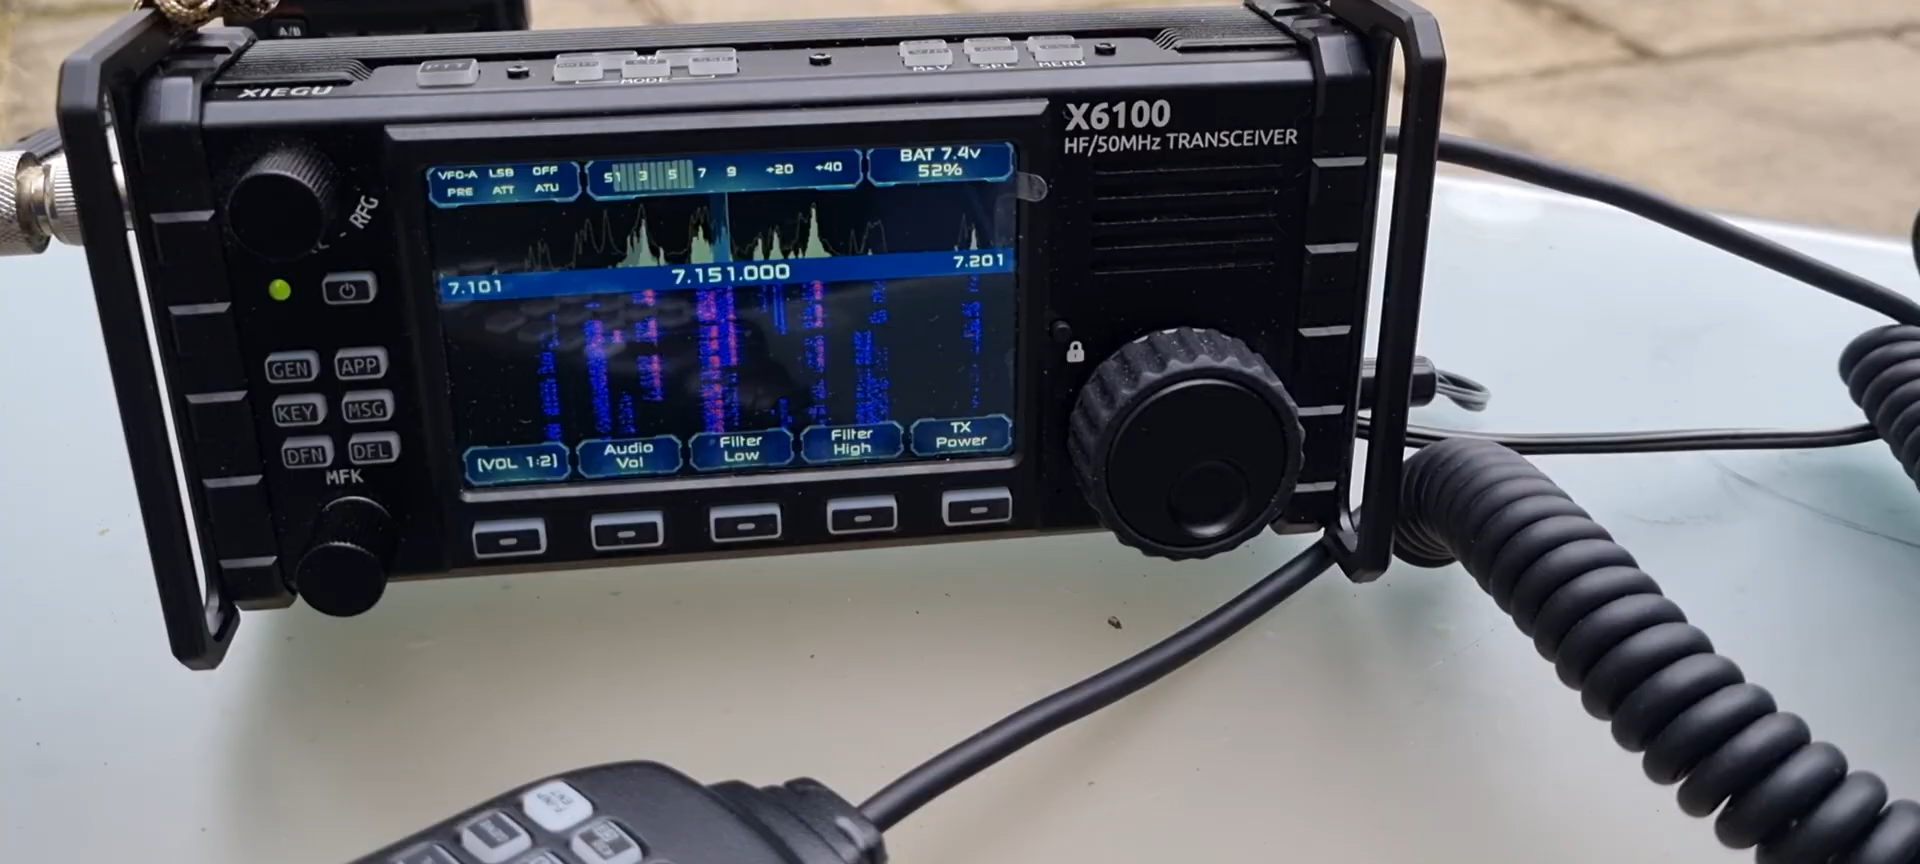 A/B
PTT
MODE
MENU
XIEGU
X6100
HF/50MHz TRANSCEIVER
RFG
VFO-A LSB OFF
PRE ATT ATU
S1 3 5 7 9 +20 +40
BAT 7.4V
52%
7.101 7.151.000 7.201
[VOL 1:2]
Audio
Vol
Filter
Low
Filter
High
TX
Power
GEN APP
KEY MSG
DFN DFL
MFK